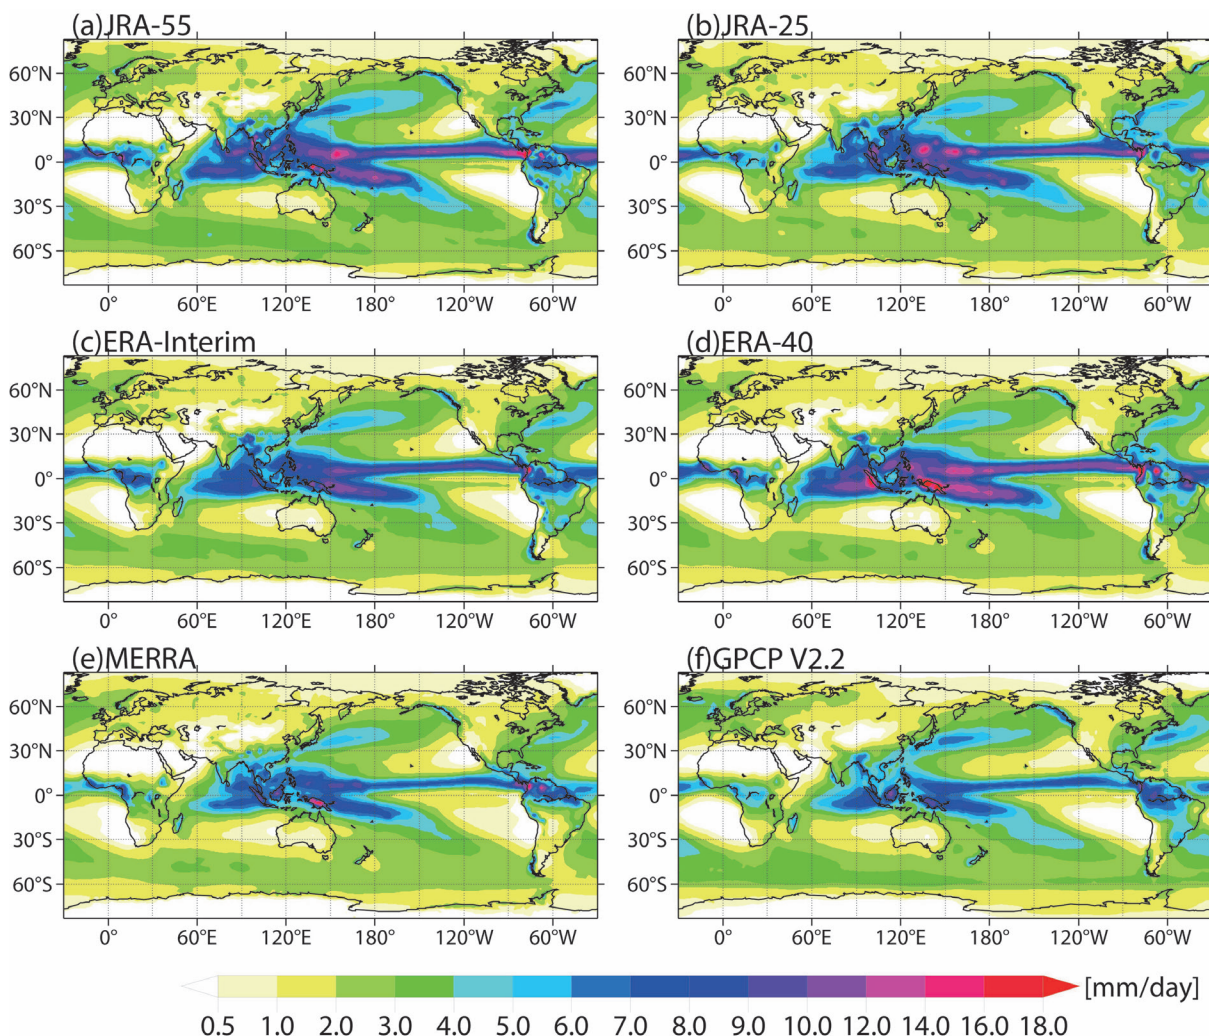 (a)JRA-55 (b)JRA-25
60°N 60°N
30°N 30°N
0° 0°
30°S 30°S
60°S 60°S
0° 60°E 120°E 180° 120°W 60°W 0° 60°E 120°E 180° 120°W 60°W
(c)ERA-Interim (d)ERA-40
60°N 60°N
30°N 30°N
0° 0°
30°S 30°S
60°S 60°S
0° 60°E 120°E 180° 120°W 60°W 0° 60°E 120°E 180° 120°W 60°W
(e)MERRA (f)GPCP V2.2
60°N 60°N
30°N 30°N
0° 0°
30°S 30°S
60°S 60°S
0° 60°E 120°E 180° 120°W 60°W 0° 60°E 120°E 180° 120°W 60°W
[mm/day]
0.5 1.0 2.0 3.0 4.0 5.0 6.0 7.0 8.0 9.0 10.0 12.0 14.0 16.0 18.0